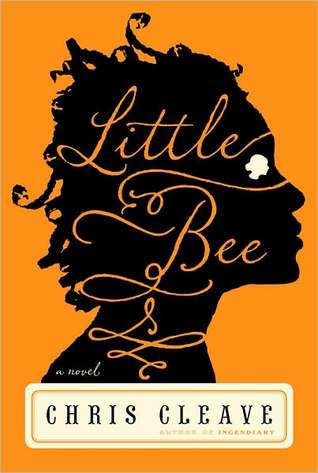 Little
Bee
a novel
CHRIS CLEAVE
AUTHOR OF INCENDIARY